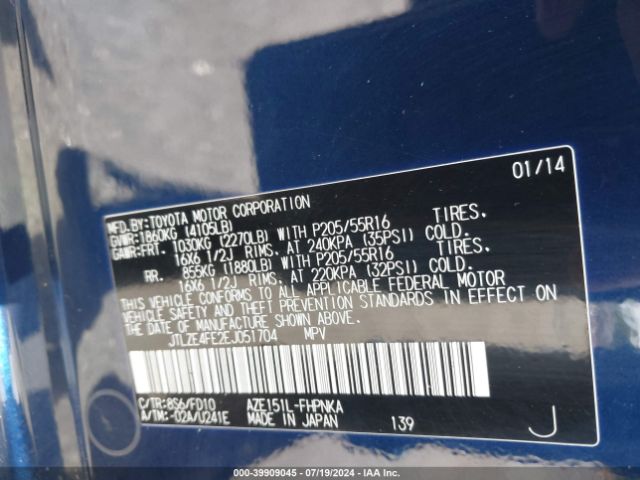 01/14
MFD.BY:TOYOTA MOTOR CORPORATION
GVWR:1860KG (4105LB)
GAWR:FRT. 1030KG (2270LB) WITH P205/55R16 TIRES.
16X6 1/2J RIMS. AT 240KPA (35PSI) COLD.
RR. 855KG (1880LB) WITH P205/55R16 TIRES.
16X6 1/2J RIMS. AT 220KPA (32PSI) COLD.
THIS VEHICLE CONFORMS TO ALL APPLICABLE FEDERAL MOTOR
VEHICLE SAFETY AND THEFT PREVENTION STANDARDS IN EFFECT ON
THE DATE OF MANUFACTURE SHOWN ABOVE.
JTLZE4FE2EJ051704 MPV
C/TR:8S6/FD10 AZE151L-FHPNKA
A/TM:-02A/U241E MADE IN JAPAN 139 J
000-39909045 - 07/19/2024 - IAA Inc.